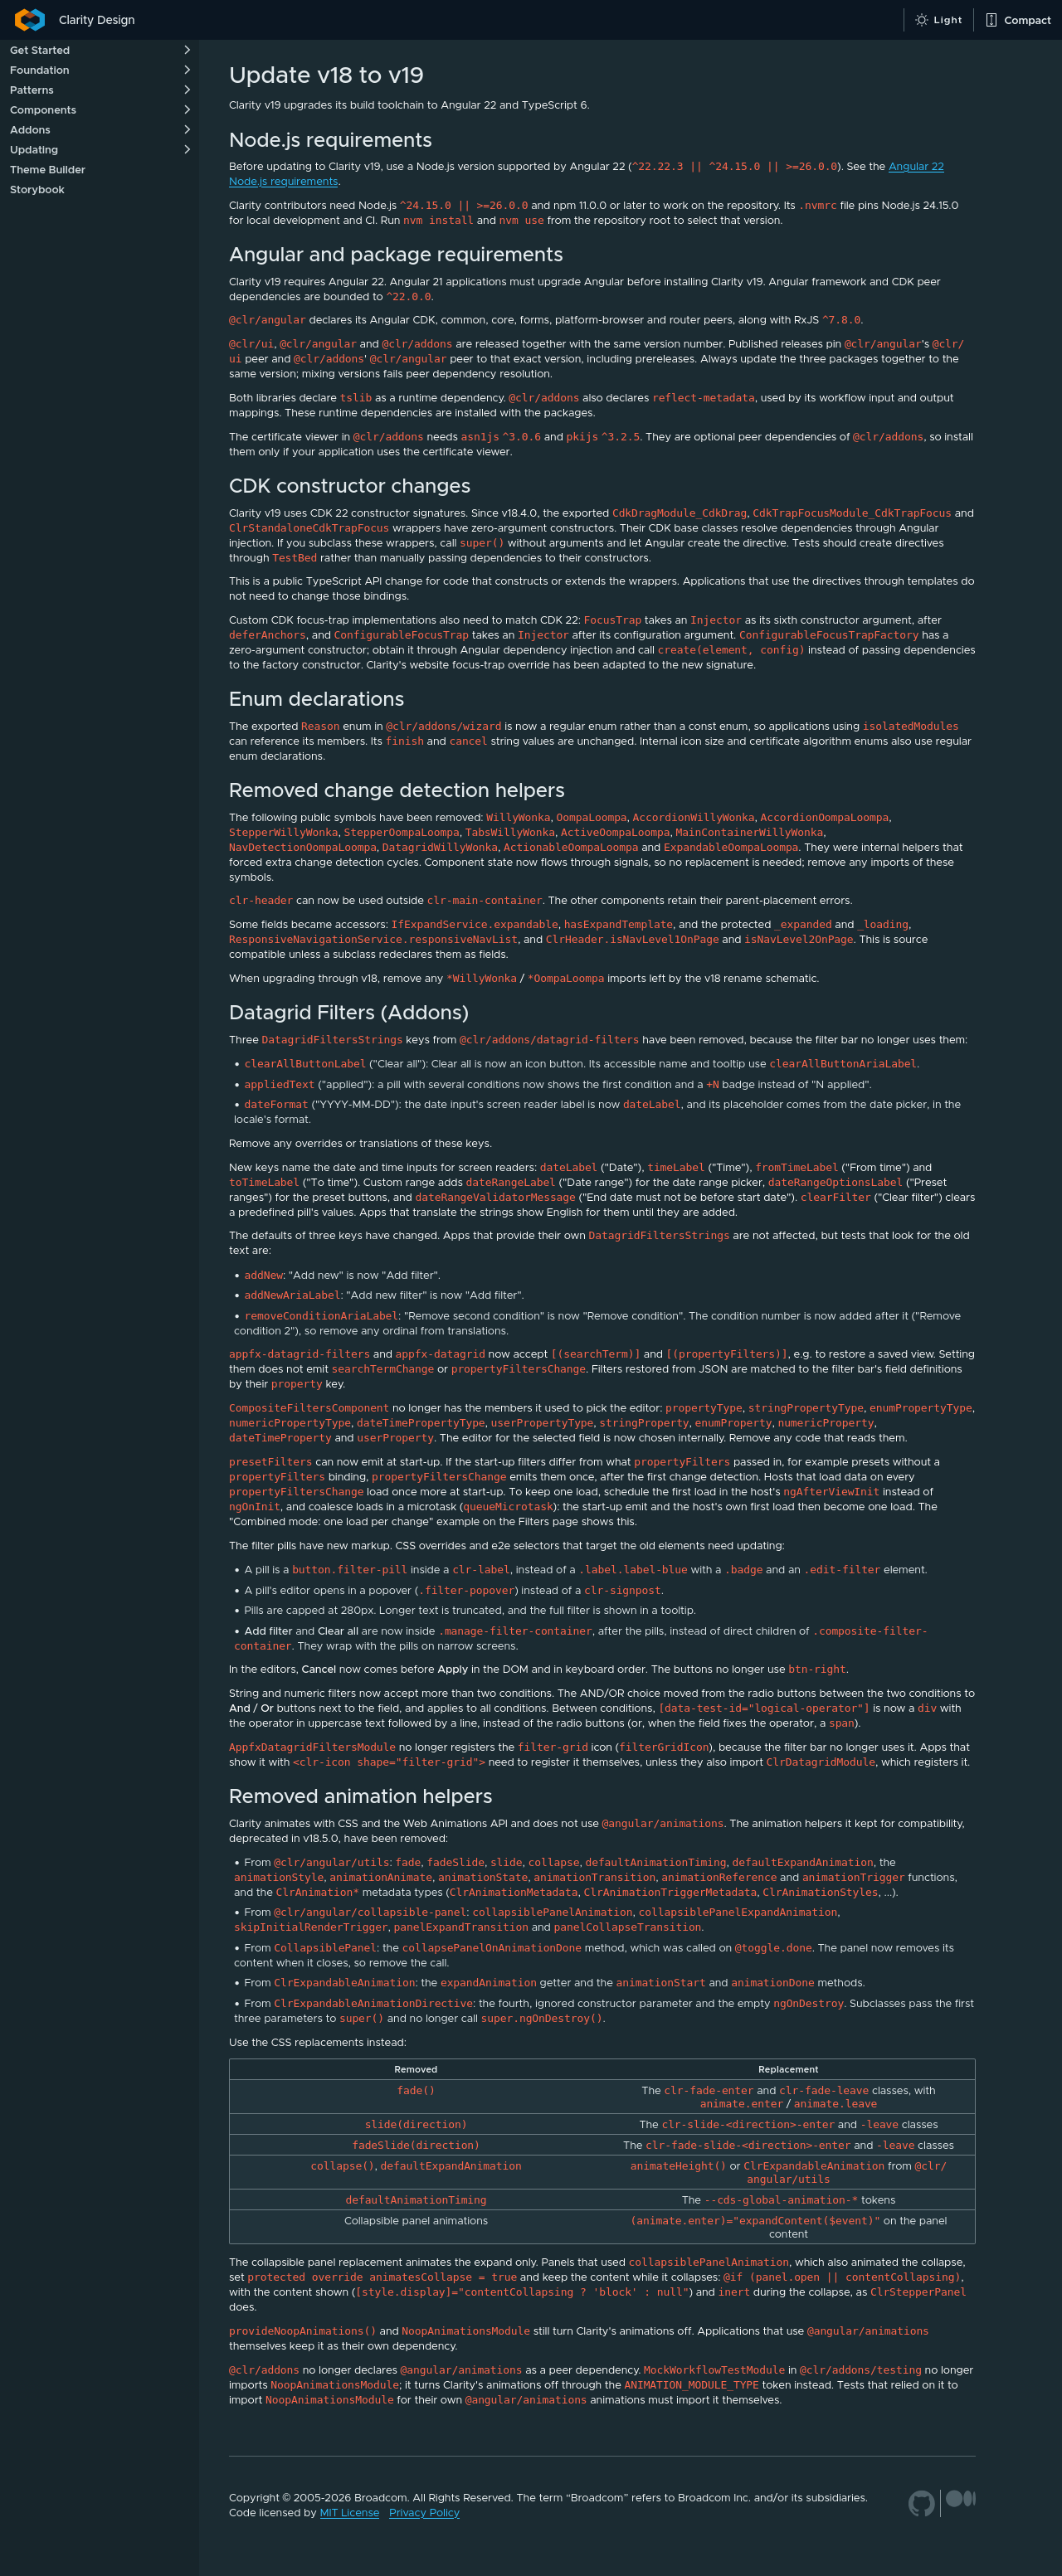 Clarity Design
Light
Compact
Get Started
Foundation
Patterns
Components
Addons
Updating
Theme Builder
Storybook
Update v18 to v19
Clarity v19 upgrades its build toolchain to Angular 22 and TypeScript 6.
Node.js requirements
Before updating to Clarity v19, use a Node.js version supported by Angular 22 (^22.22.3 || ^24.15.0 || >=26.0.0). See the Angular 22
Node.js requirements.
Clarity contributors need Node.js ^24.15.0 || >=26.0.0 and npm 11.0.0 or later to work on the repository. Its .nvmrc file pins Node.js 24.15.0
for local development and CI. Run nvm install and nvm use from the repository root to select that version.
Angular and package requirements
Clarity v19 requires Angular 22. Angular 21 applications must upgrade Angular before installing Clarity v19. Angular framework and CDK peer
dependencies are bounded to ^22.0.0.
@clr/angular declares its Angular CDK, common, core, forms, platform-browser and router peers, along with RxJS ^7.8.0.
@clr/ui, @clr/angular and @clr/addons are released together with the same version number. Published releases pin @clr/angular's @clr/
ui peer and @clr/addons' @clr/angular peer to that exact version, including prereleases. Always update the three packages together to the
same version; mixing versions fails peer dependency resolution.
Both libraries declare tslib as a runtime dependency. @clr/addons also declares reflect-metadata, used by its workflow input and output
mappings. These runtime dependencies are installed with the packages.
The certificate viewer in @clr/addons needs asn1js ^3.0.6 and pkijs ^3.2.5. They are optional peer dependencies of @clr/addons, so install
them only if your application uses the certificate viewer.
CDK constructor changes
Clarity v19 uses CDK 22 constructor signatures. Since v18.4.0, the exported CdkDragModule_CdkDrag, CdkTrapFocusModule_CdkTrapFocus and
ClrStandaloneCdkTrapFocus wrappers have zero-argument constructors. Their CDK base classes resolve dependencies through Angular
injection. If you subclass these wrappers, call super() without arguments and let Angular create the directive. Tests should create directives
through TestBed rather than manually passing dependencies to their constructors.
This is a public TypeScript API change for code that constructs or extends the wrappers. Applications that use the directives through templates do
not need to change those bindings.
Custom CDK focus-trap implementations also need to match CDK 22: FocusTrap takes an Injector as its sixth constructor argument, after
deferAnchors, and ConfigurableFocusTrap takes an Injector after its configuration argument. ConfigurableFocusTrapFactory has a
zero-argument constructor; obtain it through Angular dependency injection and call create(element, config) instead of passing dependencies
to the factory constructor. Clarity's website focus-trap override has been adapted to the new signature.
Enum declarations
The exported Reason enum in @clr/addons/wizard is now a regular enum rather than a const enum, so applications using isolatedModules
can reference its members. Its finish and cancel string values are unchanged. Internal icon size and certificate algorithm enums also use regular
enum declarations.
Removed change detection helpers
The following public symbols have been removed: WillyWonka, OompaLoompa, AccordionWillyWonka, AccordionOompaLoompa,
StepperWillyWonka, StepperOompaLoompa, TabsWillyWonka, ActiveOompaLoompa, MainContainerWillyWonka,
NavDetectionOompaLoompa, DatagridWillyWonka, ActionableOompaLoompa and ExpandableOompaLoompa. They were internal helpers that
forced extra change detection cycles. Component state now flows through signals, so no replacement is needed; remove any imports of these
symbols.
clr-header can now be used outside clr-main-container. The other components retain their parent-placement errors.
Some fields became accessors: IfExpandService.expandable, hasExpandTemplate, and the protected _expanded and _loading,
ResponsiveNavigationService.responsiveNavList, and ClrHeader.isNavLevel1OnPage and isNavLevel2OnPage. This is source
compatible unless a subclass redeclares them as fields.
When upgrading through v18, remove any *WillyWonka / *OompaLoompa imports left by the v18 rename schematic.
Datagrid Filters (Addons)
Three DatagridFiltersStrings keys from @clr/addons/datagrid-filters have been removed, because the filter bar no longer uses them:
• clearAllButtonLabel ("Clear all"): Clear all is now an icon button. Its accessible name and tooltip use clearAllButtonAriaLabel.
• appliedText ("applied"): a pill with several conditions now shows the first condition and a +N badge instead of "N applied".
• dateFormat ("YYYY-MM-DD"): the date input's screen reader label is now dateLabel, and its placeholder comes from the date picker, in the
locale's format.
Remove any overrides or translations of these keys.
New keys name the date and time inputs for screen readers: dateLabel ("Date"), timeLabel ("Time"), fromTimeLabel ("From time") and
toTimeLabel ("To time"). Custom range adds dateRangeLabel ("Date range") for the date range picker, dateRangeOptionsLabel ("Preset
ranges") for the preset buttons, and dateRangeValidatorMessage ("End date must not be before start date"). clearFilter ("Clear filter") clears
a predefined pill's values. Apps that translate the strings show English for them until they are added.
The defaults of three keys have changed. Apps that provide their own DatagridFiltersStrings are not affected, but tests that look for the old
text are:
• addNew: "Add new" is now "Add filter".
• addNewAriaLabel: "Add new filter" is now "Add filter".
• removeConditionAriaLabel: "Remove second condition" is now "Remove condition". The condition number is now added after it ("Remove
condition 2"), so remove any ordinal from translations.
appfx-datagrid-filters and appfx-datagrid now accept [(searchTerm)] and [(propertyFilters)], e.g. to restore a saved view. Setting
them does not emit searchTermChange or propertyFiltersChange. Filters restored from JSON are matched to the filter bar's field definitions
by their property key.
CompositeFiltersComponent no longer has the members it used to pick the editor: propertyType, stringPropertyType, enumPropertyType,
numericPropertyType, dateTimePropertyType, userPropertyType, stringProperty, enumProperty, numericProperty,
dateTimeProperty and userProperty. The editor for the selected field is now chosen internally. Remove any code that reads them.
presetFilters can now emit at start-up. If the start-up filters differ from what propertyFilters passed in, for example presets without a
propertyFilters binding, propertyFiltersChange emits them once, after the first change detection. Hosts that load data on every
propertyFiltersChange load once more at start-up. To keep one load, schedule the first load in the host's ngAfterViewInit instead of
ngOnInit, and coalesce loads in a microtask (queueMicrotask): the start-up emit and the host's own first load then become one load. The
"Combined mode: one load per change" example on the Filters page shows this.
The filter pills have new markup. CSS overrides and e2e selectors that target the old elements need updating:
• A pill is a button.filter-pill inside a clr-label, instead of a .label.label-blue with a .badge and an .edit-filter element.
• A pill's editor opens in a popover (.filter-popover) instead of a clr-signpost.
• Pills are capped at 280px. Longer text is truncated, and the full filter is shown in a tooltip.
• Add filter and Clear all are now inside .manage-filter-container, after the pills, instead of direct children of .composite-filter-
container. They wrap with the pills on narrow screens.
In the editors, Cancel now comes before Apply in the DOM and in keyboard order. The buttons no longer use btn-right.
String and numeric filters now accept more than two conditions. The AND/OR choice moved from the radio buttons between the two conditions to
And / Or buttons next to the field, and applies to all conditions. Between conditions, [data-test-id="logical-operator"] is now a div with
the operator in uppercase text followed by a line, instead of the radio buttons (or, when the field fixes the operator, a span).
AppfxDatagridFiltersModule no longer registers the filter-grid icon (filterGridIcon), because the filter bar no longer uses it. Apps that
show it with <clr-icon shape="filter-grid"> need to register it themselves, unless they also import ClrDatagridModule, which registers it.
Removed animation helpers
Clarity animates with CSS and the Web Animations API and does not use @angular/animations. The animation helpers it kept for compatibility,
deprecated in v18.5.0, have been removed:
• From @clr/angular/utils: fade, fadeSlide, slide, collapse, defaultAnimationTiming, defaultExpandAnimation, the
animationStyle, animationAnimate, animationState, animationTransition, animationReference and animationTrigger functions,
and the ClrAnimation* metadata types (ClrAnimationMetadata, ClrAnimationTriggerMetadata, ClrAnimationStyles, ...).
• From @clr/angular/collapsible-panel: collapsiblePanelAnimation, collapsiblePanelExpandAnimation,
skipInitialRenderTrigger, panelExpandTransition and panelCollapseTransition.
• From CollapsiblePanel: the collapsePanelOnAnimationDone method, which was called on @toggle.done. The panel now removes its
content when it closes, so remove the call.
• From ClrExpandableAnimation: the expandAnimation getter and the animationStart and animationDone methods.
• From ClrExpandableAnimationDirective: the fourth, ignored constructor parameter and the empty ngOnDestroy. Subclasses pass the first
three parameters to super() and no longer call super.ngOnDestroy().
Use the CSS replacements instead:
Removed
Replacement
fade()
The clr-fade-enter and clr-fade-leave classes, with
animate.enter / animate.leave
slide(direction)
The clr-slide-<direction>-enter and -leave classes
fadeSlide(direction)
The clr-fade-slide-<direction>-enter and -leave classes
collapse(), defaultExpandAnimation
animateHeight() or ClrExpandableAnimation from @clr/
angular/utils
defaultAnimationTiming
The --cds-global-animation-* tokens
Collapsible panel animations
(animate.enter)="expandContent($event)" on the panel
content
The collapsible panel replacement animates the expand only. Panels that used collapsiblePanelAnimation, which also animated the collapse,
set protected override animatesCollapse = true and keep the content while it collapses: @if (panel.open || contentCollapsing),
with the content shown ([style.display]="contentCollapsing ? 'block' : null") and inert during the collapse, as ClrStepperPanel
does.
provideNoopAnimations() and NoopAnimationsModule still turn Clarity's animations off. Applications that use @angular/animations
themselves keep it as their own dependency.
@clr/addons no longer declares @angular/animations as a peer dependency. MockWorkflowTestModule in @clr/addons/testing no longer
imports NoopAnimationsModule; it turns Clarity's animations off through the ANIMATION_MODULE_TYPE token instead. Tests that relied on it to
import NoopAnimationsModule for their own @angular/animations animations must import it themselves.
Copyright © 2005-2026 Broadcom. All Rights Reserved. The term “Broadcom” refers to Broadcom Inc. and/or its subsidiaries.
Code licensed by MIT License Privacy Policy